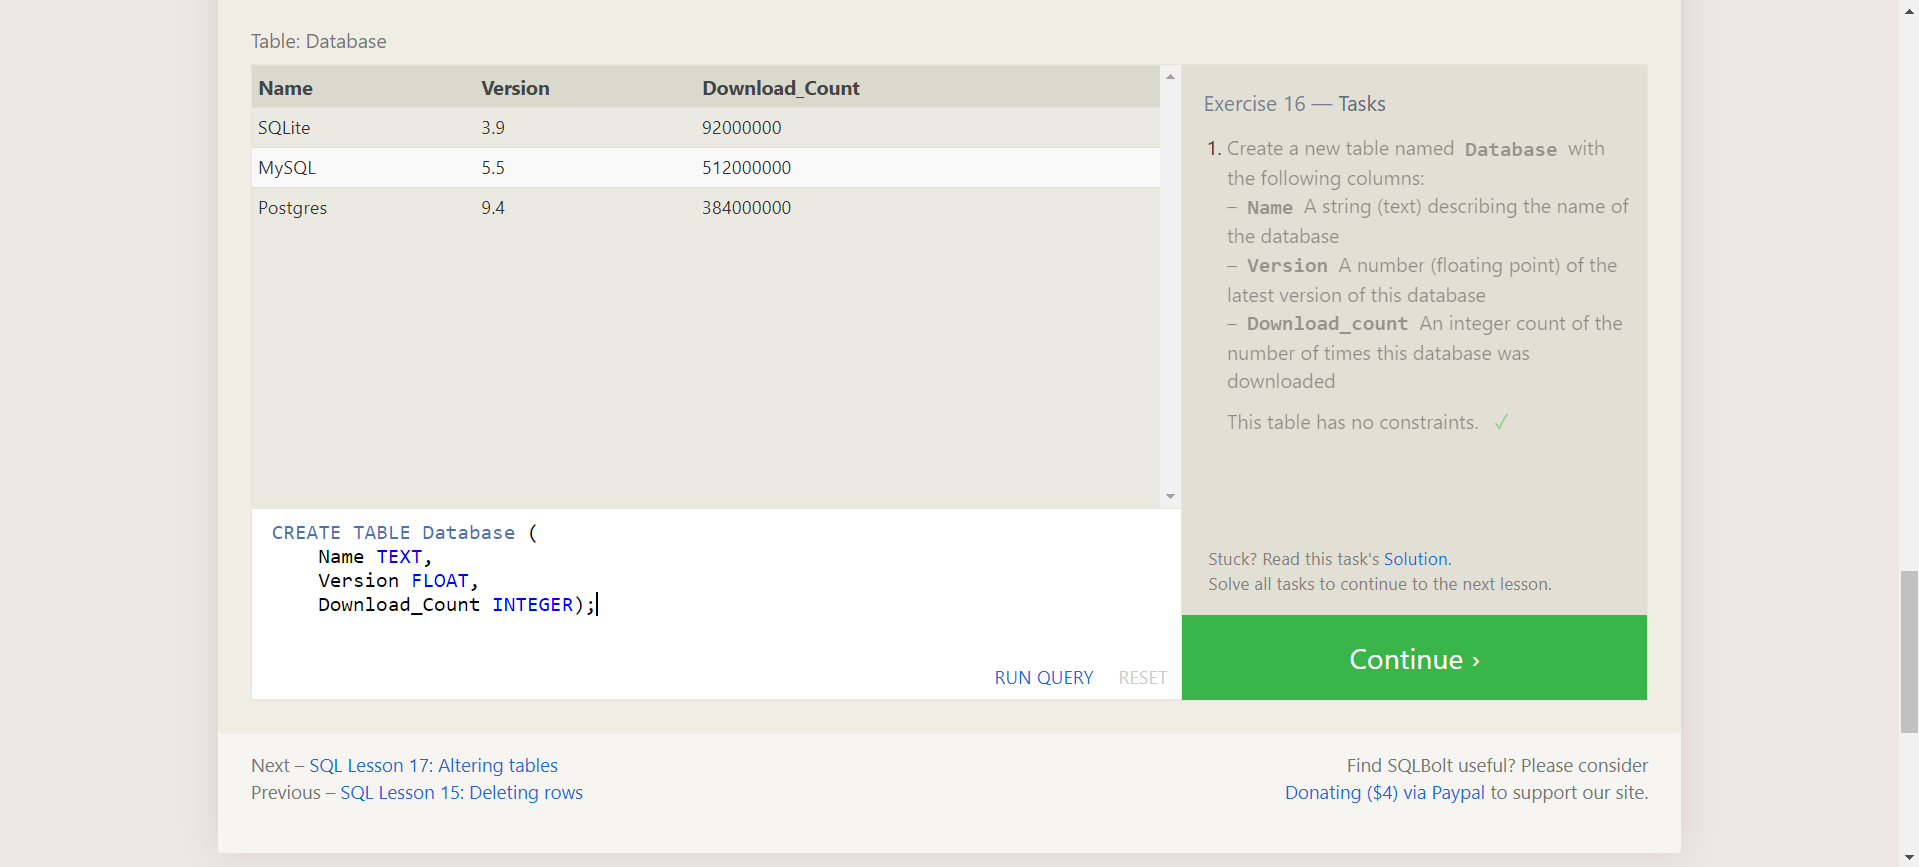 Table: Database
Name Version Download_Count
SQLite 3.9 92000000
MySQL 5.5 512000000
Postgres 9.4 384000000
CREATE TABLE Database (
Name TEXT,
Version FLOAT,
Download_Count INTEGER);
RUN QUERY RESET
Exercise 16 — Tasks
1. Create a new table named Database with
the following columns:
– Name A string (text) describing the name of
the database
– Version A number (floating point) of the
latest version of this database
– Download_count An integer count of the
number of times this database was
downloaded
This table has no constraints. ✓
Stuck? Read this task's Solution.
Solve all tasks to continue to the next lesson.
Continue ›
Next – SQL Lesson 17: Altering tables
Previous – SQL Lesson 15: Deleting rows
Find SQLBolt useful? Please consider
Donating ($4) via Paypal to support our site.